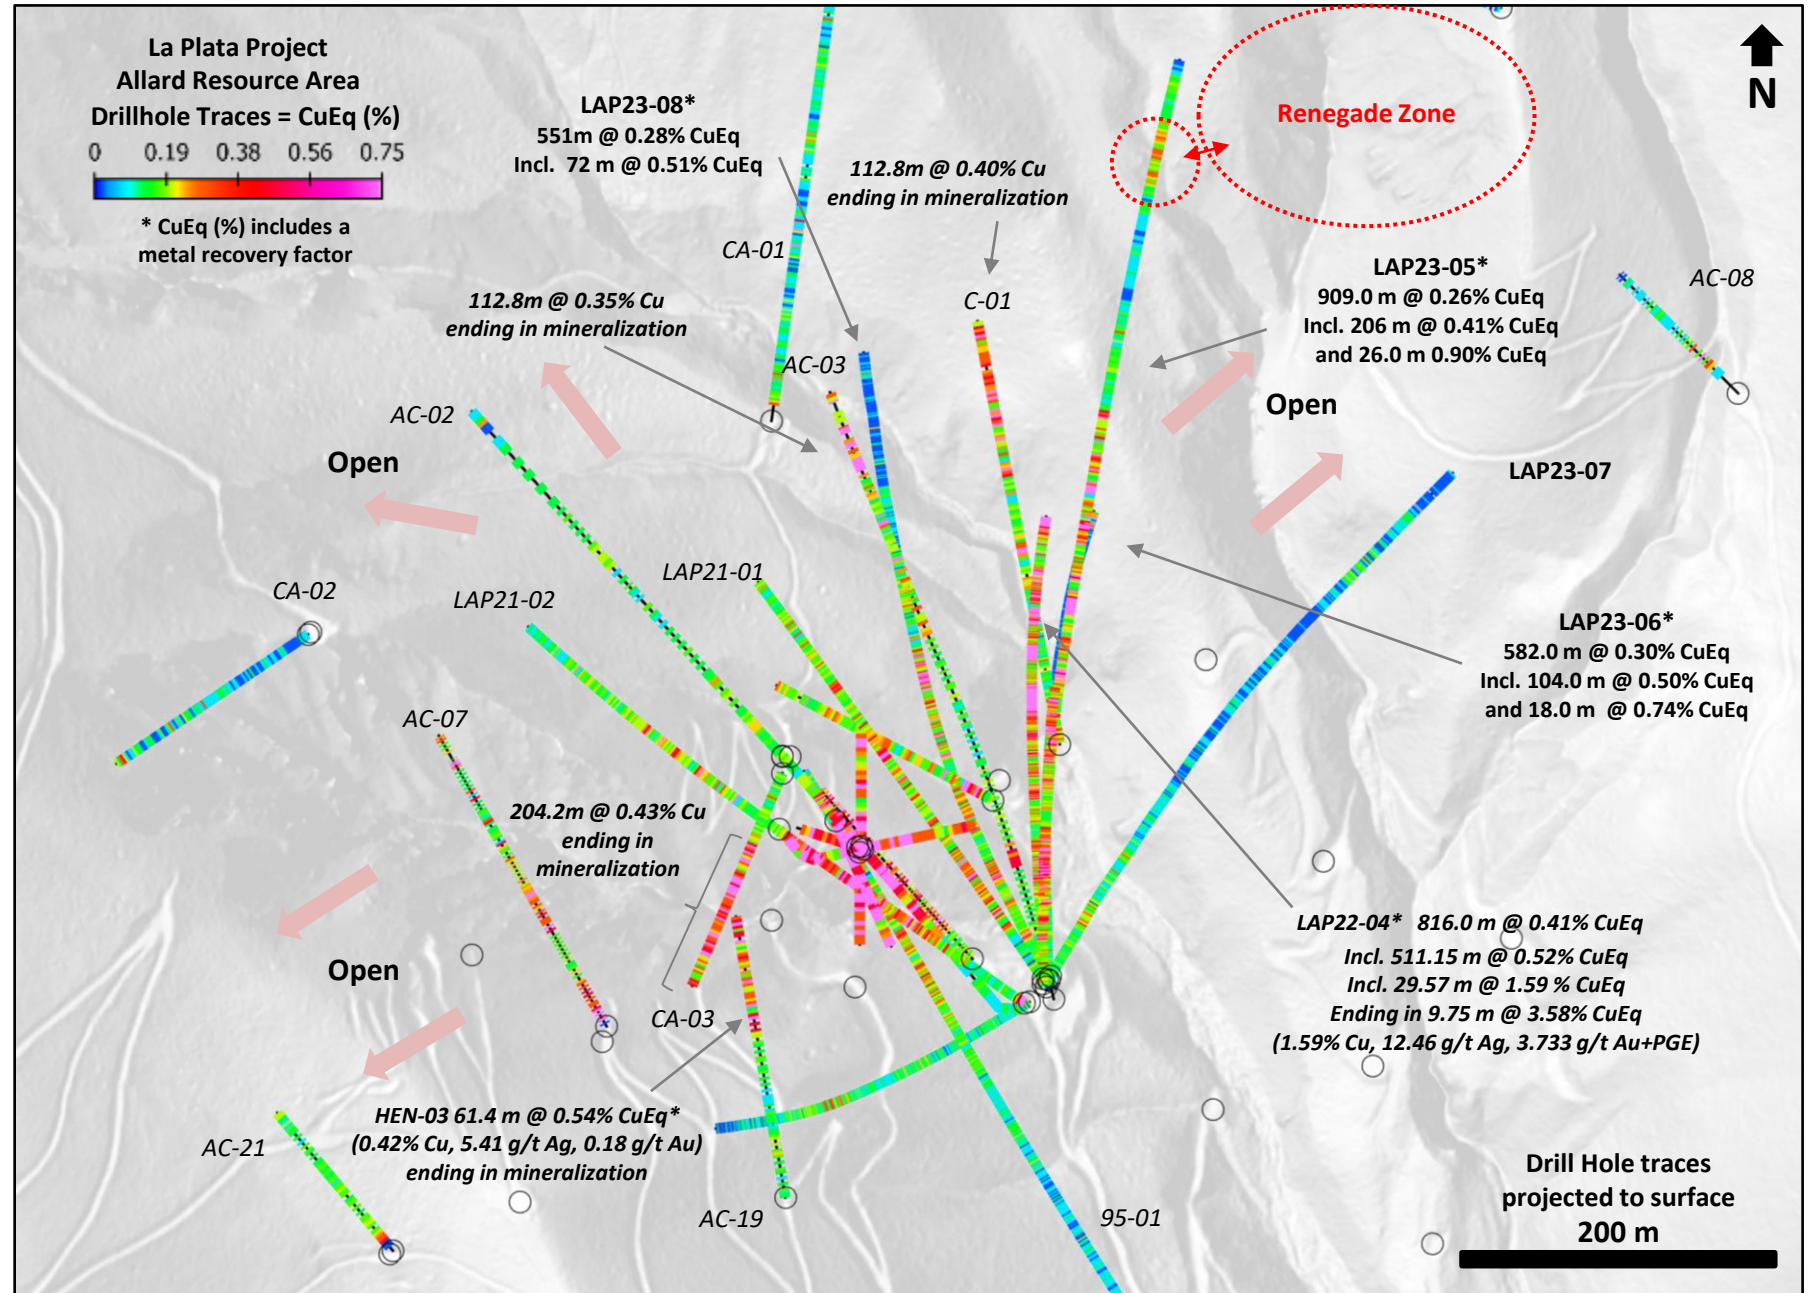 La Plata Project
Allard Resource Area
Drillhole Traces = CuEq (%)
0 0.19 0.38 0.56 0.75
* CuEq (%) includes a
metal recovery factor
LAP23-08*
551m @ 0.28% CuEq
Incl. 72 m @ 0.51% CuEq
112.8m @ 0.40% Cu
ending in mineralization
Renegade Zone
N
CA-01
C-01
112.8m @ 0.35% Cu
ending in mineralization
AC-03
LAP23-05*
909.0 m @ 0.26% CuEq
Incl. 206 m @ 0.41% CuEq
and 26.0 m 0.90% CuEq
AC-08
AC-02
Open
Open
LAP23-07
CA-02
LAP21-02
LAP21-01
LAP23-06*
582.0 m @ 0.30% CuEq
Incl. 104.0 m @ 0.50% CuEq
and 18.0 m @ 0.74% CuEq
AC-07
204.2m @ 0.43% Cu
ending in
mineralization
Open
CA-03
LAP22-04* 816.0 m @ 0.41% CuEq
Incl. 511.15 m @ 0.52% CuEq
Incl. 29.57 m @ 1.59 % CuEq
Ending in 9.75 m @ 3.58% CuEq
(1.59% Cu, 12.46 g/t Ag, 3.733 g/t Au+PGE)
HEN-03 61.4 m @ 0.54% CuEq*
(0.42% Cu, 5.41 g/t Ag, 0.18 g/t Au)
ending in mineralization
AC-21
AC-19
95-01
Drill Hole traces
projected to surface
200 m